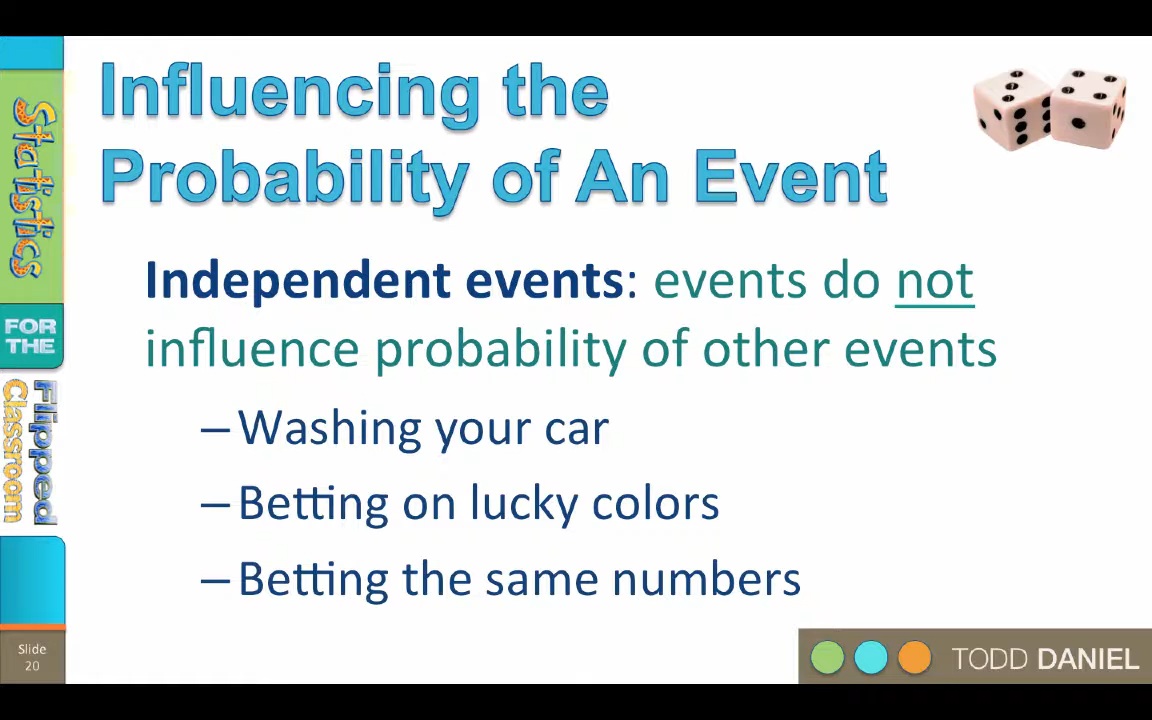 Influencing the
Probability of An Event
Independent events: events do not
influence probability of other events
–Washing your car
–Betting on lucky colors
–Betting the same numbers
Statistics
FOR THE
Flipped
Classroom
Slide
20
TODD DANIEL